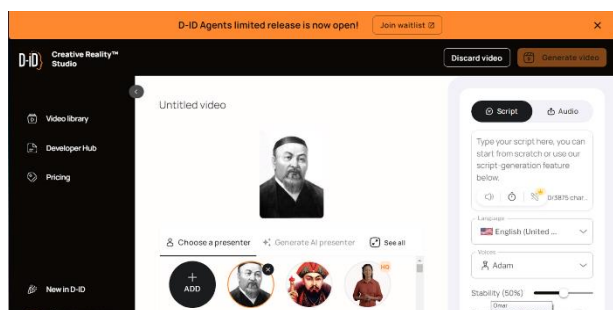 D-ID Agents limited release is now open!
Join waitlist
D-iD
Creative Reality™
Studio
Discard video
Generate video
Video library
Developer Hub
Pricing
New in D-ID
Untitled video
Choose a presenter
Generate AI presenter
See all
+
ADD
HQ
Script
Audio
Type your script here, you can
start from scratch or use our
script-generation feature
below.
0/3875 char..
Language
English (United ...
Voices
Adam
Stability (50%)
Omar